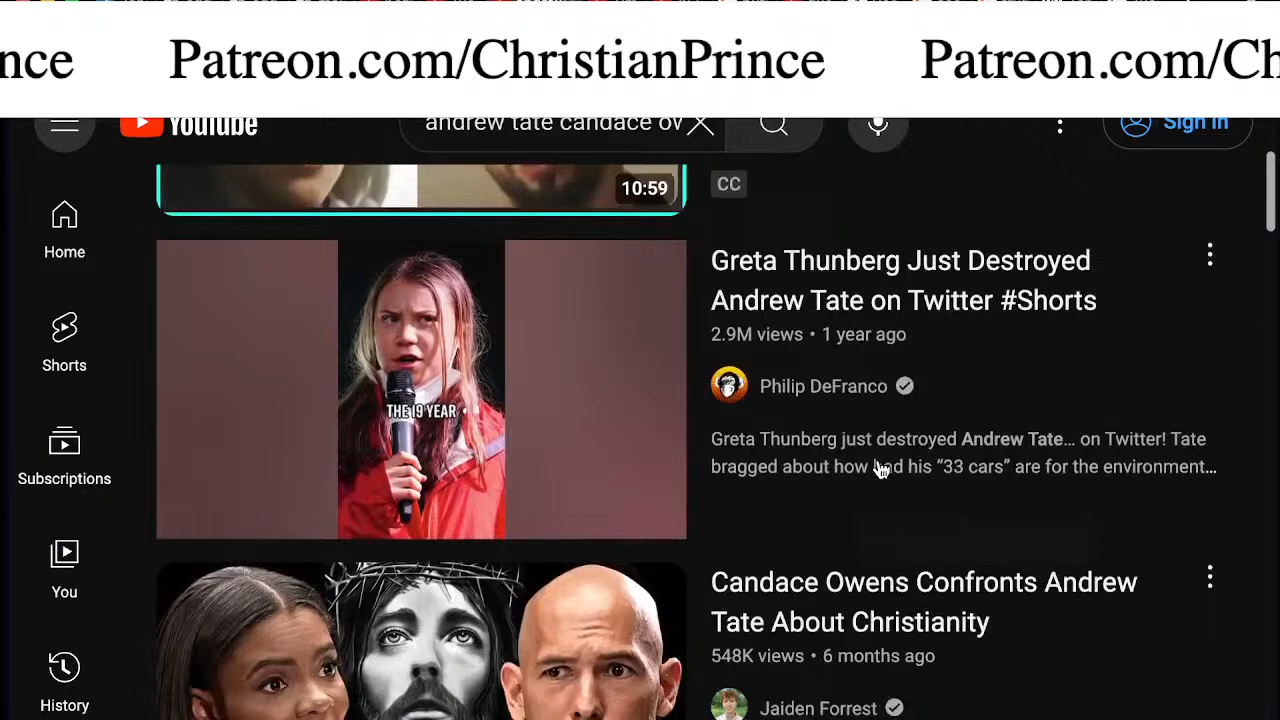 nce Patreon.com/ChristianPrince Patreon.com/Ch
YouTube
andrew tate candace ov
Sign in
10:59
CC
Home
Shorts
Subscriptions
You
History
Greta Thunberg Just Destroyed
Andrew Tate on Twitter #Shorts
2.9M views • 1 year ago
Philip DeFranco
Greta Thunberg just destroyed Andrew Tate... on Twitter! Tate
bragged about how his “33 cars” are for the environment...
THE 19 YEAR
Candace Owens Confronts Andrew
Tate About Christianity
548K views • 6 months ago
Jaiden Forrest